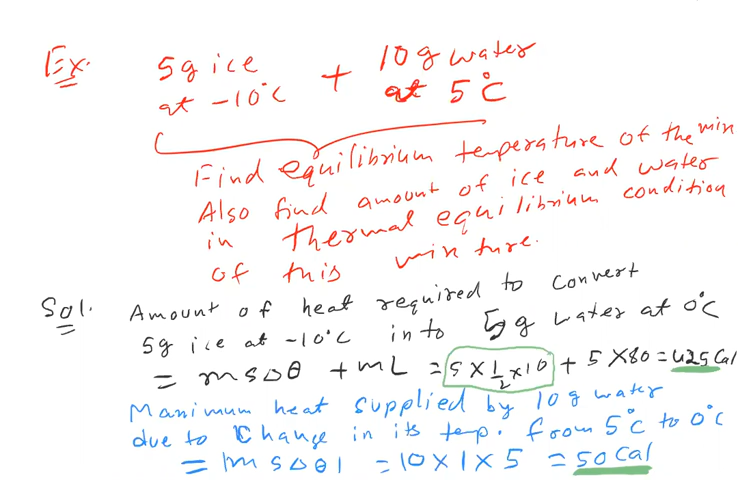 Ex. 5g ice at -10°C + 10g water at 5°C
Find equilibrium temperature of the mix
Also find amount of ice and water
in thermal equilibrium condition
of this mixture.
Sol. Amount of heat required to convert
5g ice at -10°C into 5g water at 0°C
= msΔθ + mL = 5 × 1/2 × 10 + 5 × 80 = 425 Cal
Maximum heat supplied by 10g water
due to Change in its temp. from 5°C to 0°C
= |msΔθ| = 10 × 1 × 5 = 50 Cal